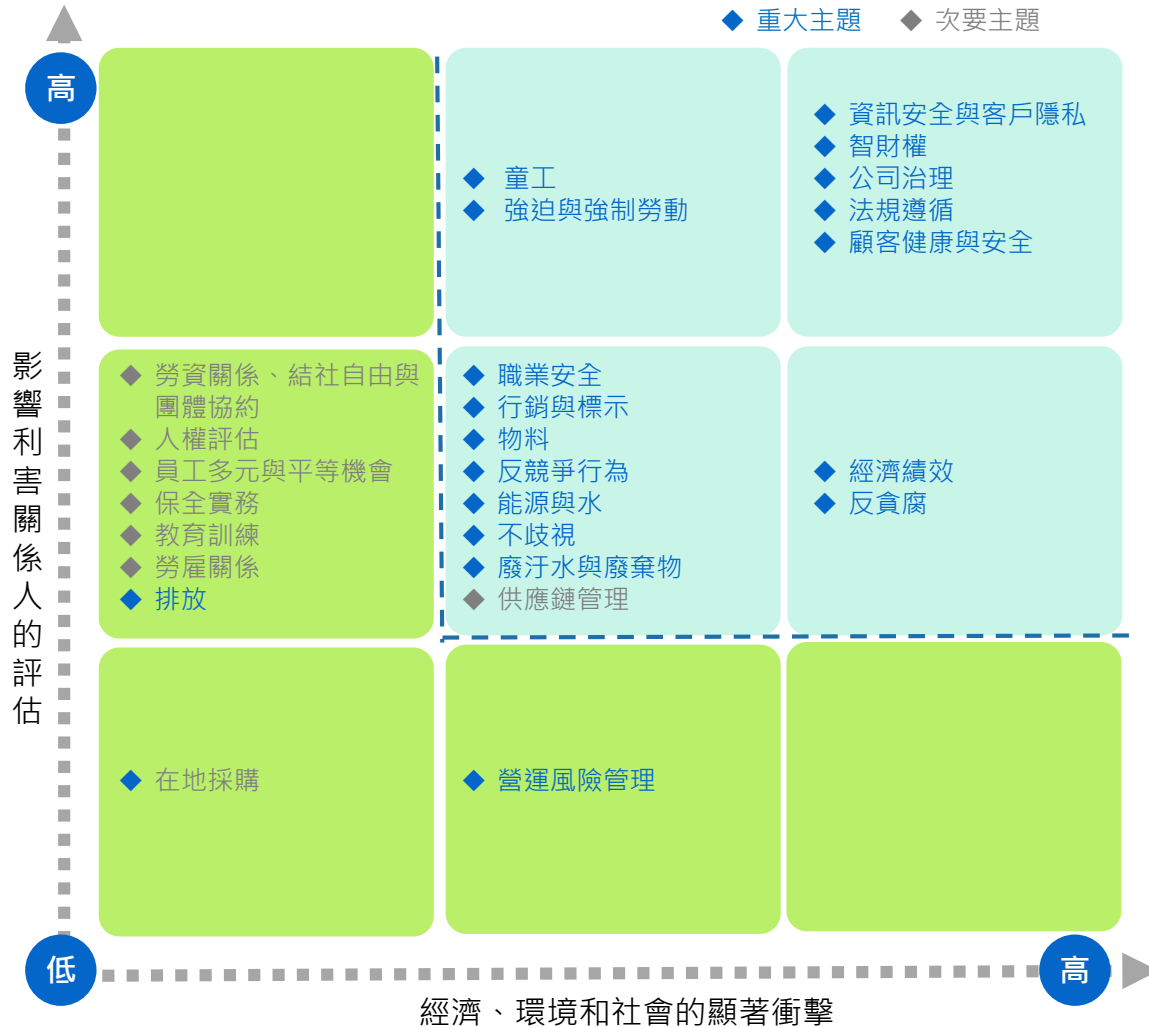 ◆ 重大主題 ◆ 次要主題
高
◆ 童工
◆ 強迫與強制勞動
◆ 資訊安全與客戶隱私
◆ 智財權
◆ 公司治理
◆ 法規遵循
◆ 顧客健康與安全
影響利害關係人的評估
◆ 勞資關係、結社自由與
團體協約
◆ 人權評估
◆ 員工多元與平等機會
◆ 保全實務
◆ 教育訓練
◆ 勞雇關係
◆ 排放
◆ 職業安全
◆ 行銷與標示
◆ 物料
◆ 反競爭行為
◆ 能源與水
◆ 不歧視
◆ 廢汙水與廢棄物
◆ 供應鏈管理
◆ 經濟績效
◆ 反貪腐
◆ 在地採購
◆ 營運風險管理
低
高
經濟、環境和社會的顯著衝擊